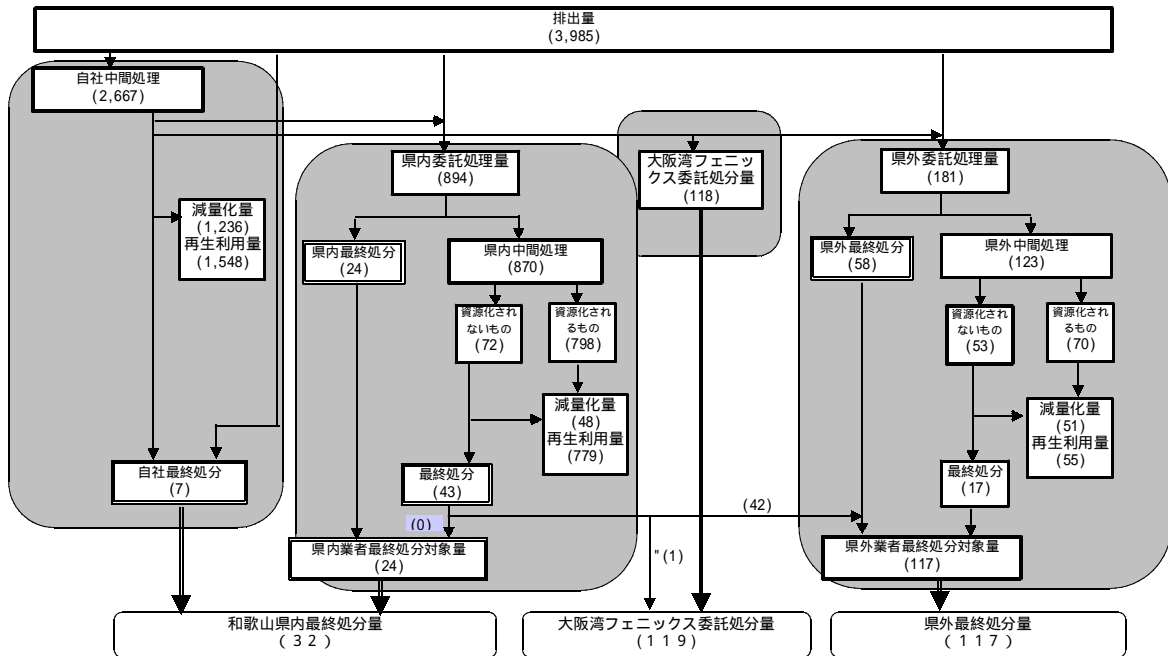 排出量
(3,985)
自社中間処理
(2,667)
県内委託処理量
(894)
大阪湾フェニッ
クス委託処分量
(118)
県外委託処理量
(181)
減量化量
(1,236)
再生利用量
(1,548)
県内最終処分
(24)
県内中間処理
(870)
県外最終処分
(58)
県外中間処理
(123)
資源化され
ないもの
(72)
資源化され
るもの
(798)
資源化され
ないもの
(53)
資源化され
るもの
(70)
減量化量
(48)
再生利用量
(779)
減量化量
(51)
再生利用量
(55)
自社最終処分
(7)
最終処分
(43)
最終処分
(17)
(0)
(42)
"(1)
県内業者最終処分対象量
(24)
県外業者最終処分対象量
(117)
和歌山県内最終処分量
(32)
大阪湾フェニックス委託処分量
(119)
県外最終処分量
(117)